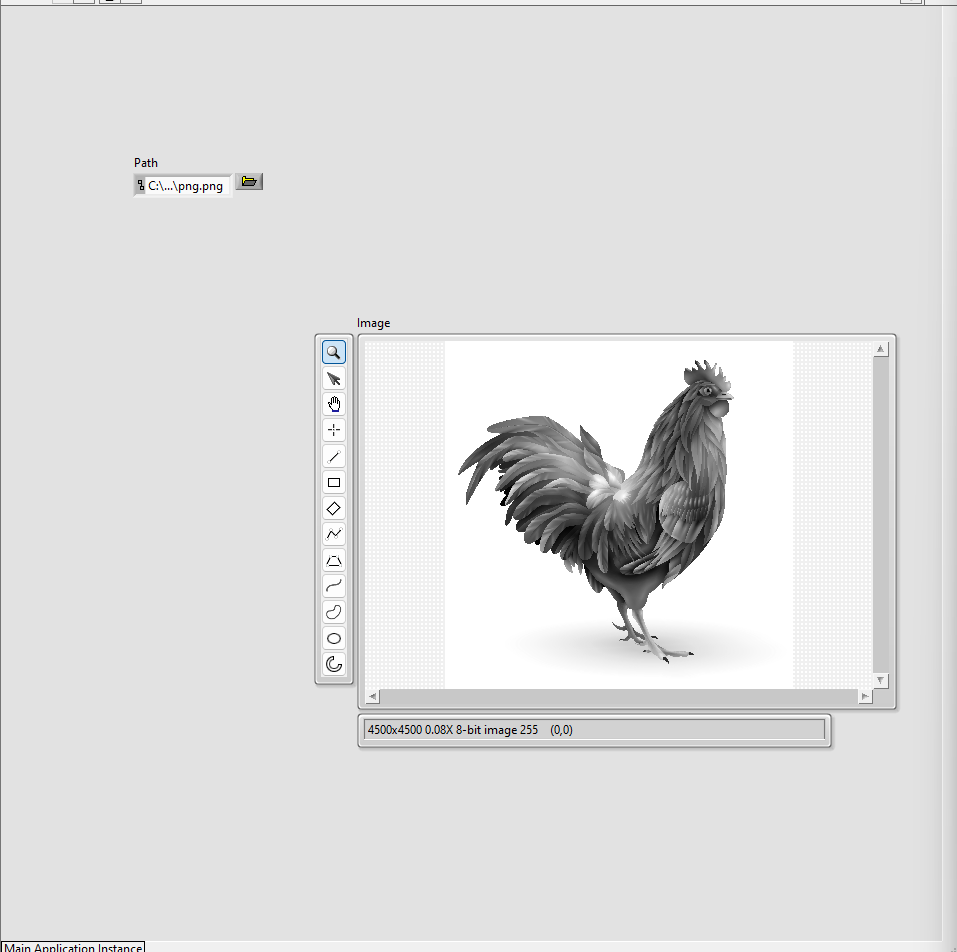 Path
C:\...\png.png
Image
4500x4500 0.08X 8-bit image 255    (0,0)
Main Application Instance